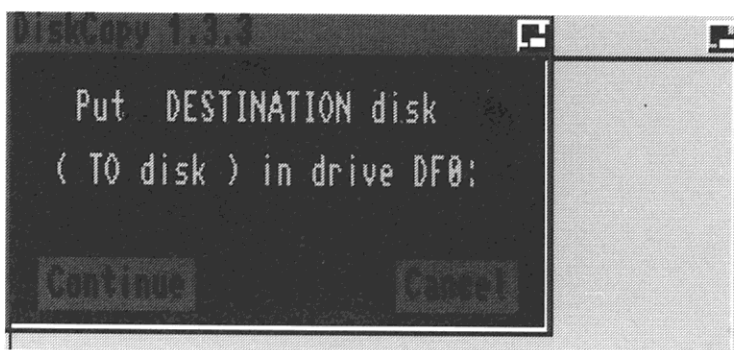 DiskCopy 1.3.3
Put DESTINATION disk
( TO disk ) in drive DF0:
Continue Cancel